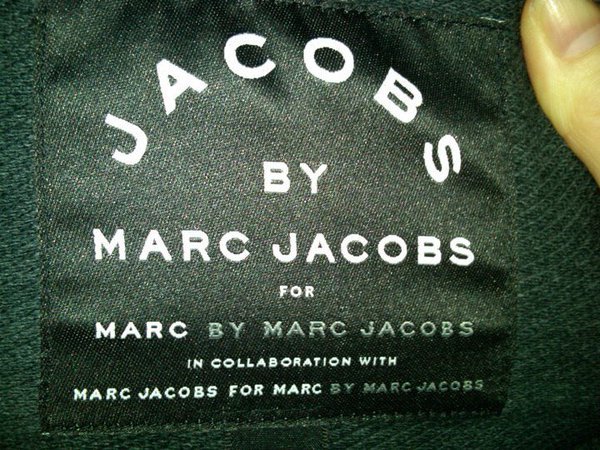 JACOBS
BY
MARC JACOBS
FOR
MARC BY MARC JACOBS
IN COLLABORATION WITH
MARC JACOBS FOR MARC BY MARC JACOBS